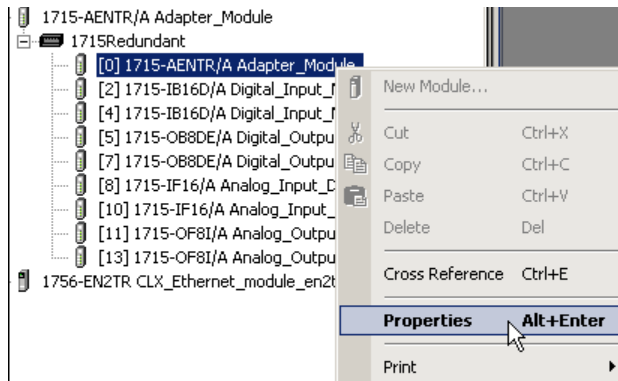 1715-AENTR/A Adapter_Module
1715Redundant
[0] 1715-AENTR/A Adapter_Module
[2] 1715-IB16D/A Digital_Input_
[4] 1715-IB16D/A Digital_Input_
[5] 1715-OB8DE/A Digital_Outpu
[7] 1715-OB8DE/A Digital_Outpu
[8] 1715-IF16/A Analog_Input_D
[10] 1715-IF16/A Analog_Input_
[11] 1715-OF8I/A Analog_Outpu
[13] 1715-OF8I/A Analog_Outpu
1756-EN2TR CLX_Ethernet_module_en2t
New Module...
Cut Ctrl+X
Copy Ctrl+C
Paste Ctrl+V
Delete Del
Cross Reference Ctrl+E
Properties Alt+Enter
Print